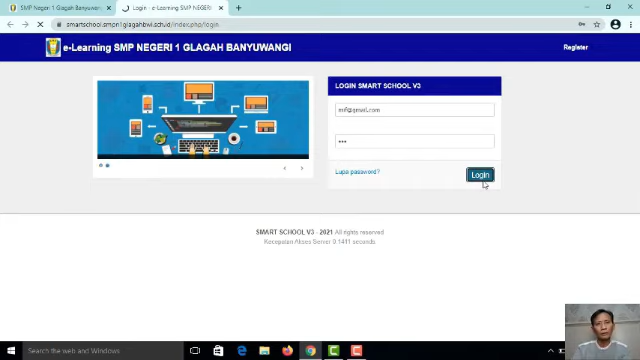 SMP Negeri 1 Glagah Banyuwang
Login - e-Learning SMP NEGERI
smartschool.smpn1glagahbwi.sch.id/index.php/login
e-Learning SMP NEGERI 1 GLAGAH BANYUWANGI
Register
LOGIN SMART SCHOOL V3
Lupa password?
Login
SMART SCHOOL V3 - 2021 All rights reserved
Kecepatan Akses Server 0.1411 seconds.
Search the web and Windows